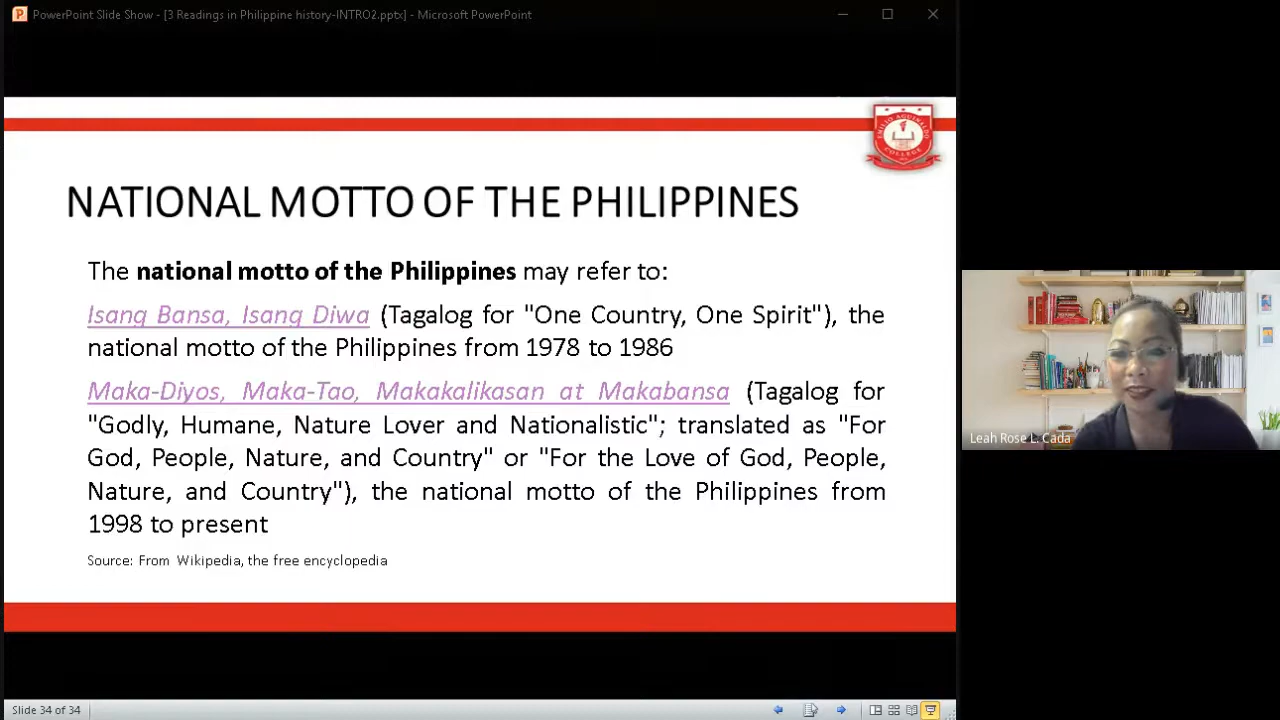 PowerPoint Slide Show - [3 Readings in Philippine history-INTRO2.pptx] - Microsoft PowerPoint
EMILIO AGUINALDO
COLLEGE
NATIONAL MOTTO OF THE PHILIPPINES
The national motto of the Philippines may refer to:
Isang Bansa, Isang Diwa (Tagalog for "One Country, One Spirit"), the
national motto of the Philippines from 1978 to 1986
Maka-Diyos, Maka-Tao, Makakalikasan at Makabansa (Tagalog for
"Godly, Humane, Nature Lover and Nationalistic"; translated as "For
God, People, Nature, and Country" or "For the Love of God, People,
Nature, and Country"), the national motto of the Philippines from
1998 to present
Source: From Wikipedia, the free encyclopedia
Leah Rose L. Cada
Slide 34 of 34